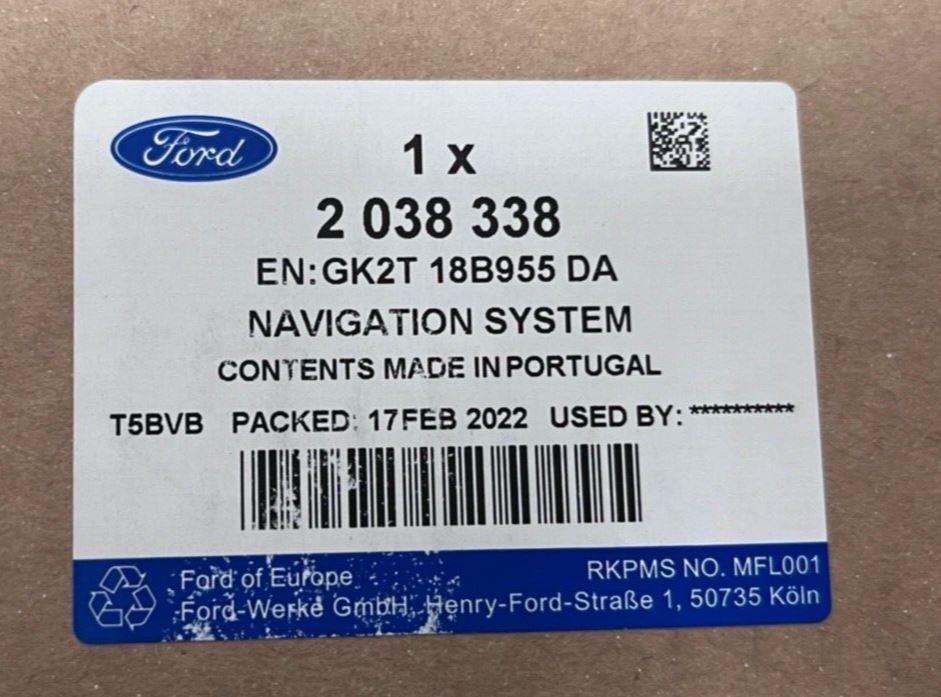 Ford
1 x
2 038 338
EN:GK2T 18B955 DA
NAVIGATION SYSTEM
CONTENTS MADE IN PORTUGAL
T5BVB PACKED: 17FEB 2022 USED BY: **********
Ford of Europe
RKPMS NO. MFL001
Ford-Werke GmbH, Henry-Ford-Straße 1, 50735 Köln